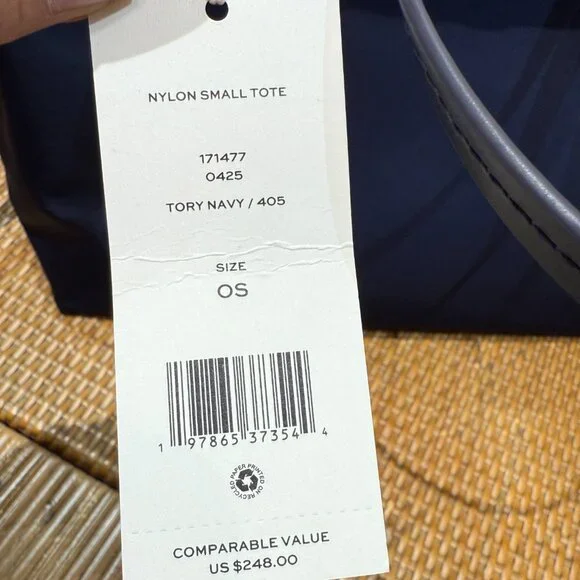 NYLON SMALL TOTE
171477
0425
TORY NAVY / 405
SIZE
OS
1 97865 37354 4
PRINTED ON RECYCLED PAPER
COMPARABLE VALUE
US $248.00